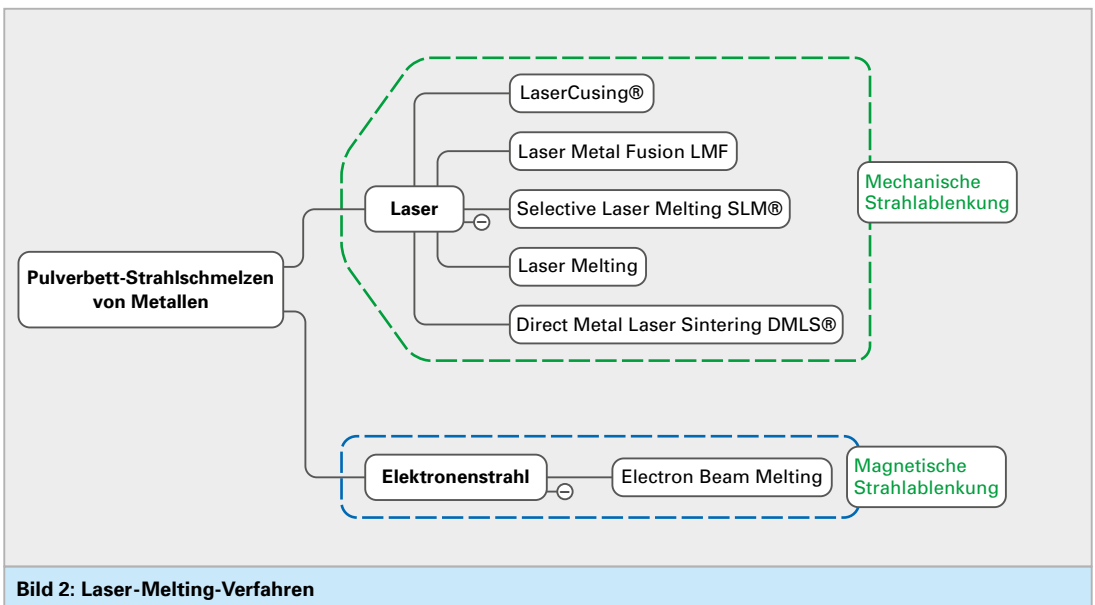 Pulverbett-Strahlschmelzen
von Metallen
Laser
LaserCusing®
Laser Metal Fusion LMF
Selective Laser Melting SLM®
Laser Melting
Direct Metal Laser Sintering DMLS®
Mechanische
Strahlablenkung
Elektronenstrahl
Electron Beam Melting
Magnetische
Strahlablenkung
Bild 2: Laser-Melting-Verfahren